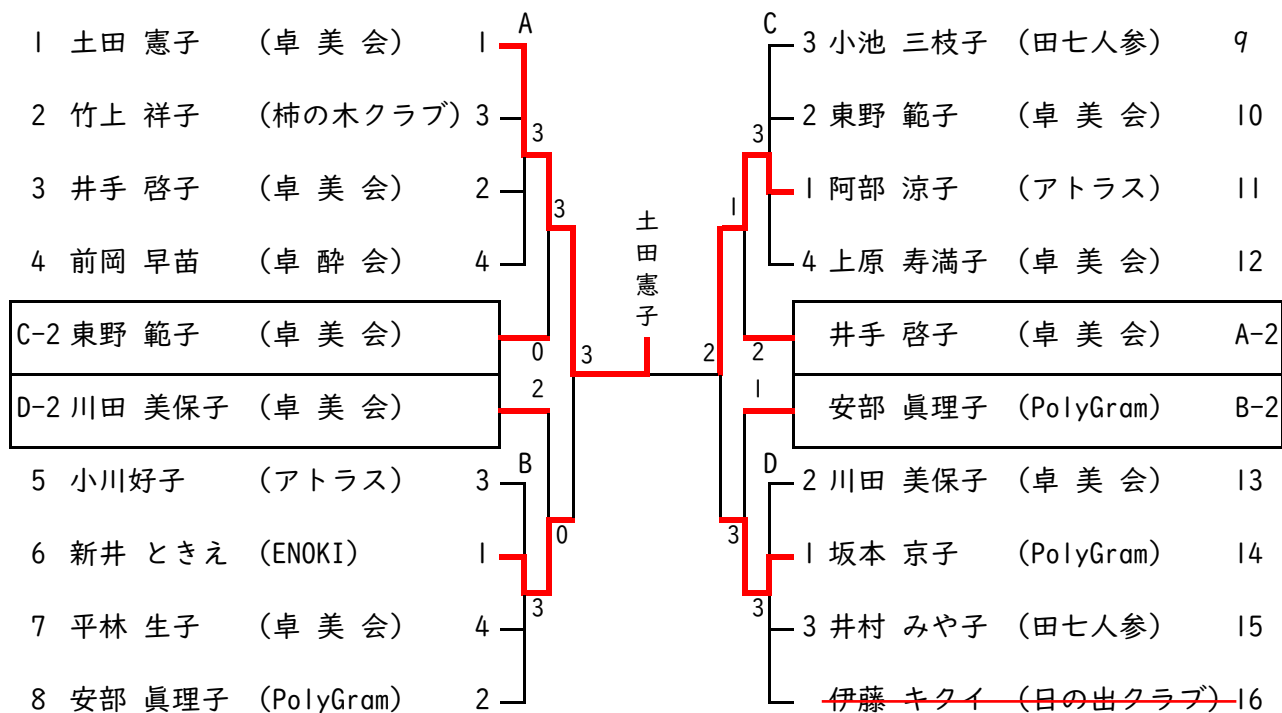 A
1 土田 憲子 (卓 美 会) 1
2 竹上 祥子 (柿の木クラブ) 3
3
3 井手 啓子 (卓 美 会) 2
3
4 前岡 早苗 (卓 酔 会) 4
C-2 東野 範子 (卓 美 会)
0
3
D-2 川田 美保子 (卓 美 会)
2
B
5 小川好子 (アトラス) 3
6 新井 ときえ (ENOKI) 1
0
7 平林 生子 (卓 美 会) 4
3
8 安部 眞理子 (PolyGram) 2
土田憲子
C
3 小池 三枝子 (田七人参) 9
2 東野 範子 (卓 美 会) 10
3
1 阿部 涼子 (アトラス) 11
1
4 上原 寿満子 (卓 美 会) 12
井手 啓子 (卓 美 会) A-2
2
2
安部 眞理子 (PolyGram) B-2
1
D
2 川田 美保子 (卓 美 会) 13
1 坂本 京子 (PolyGram) 14
3
3 井村 みや子 (田七人参) 15
3
伊藤 キクイ (日の出クラブ) 16